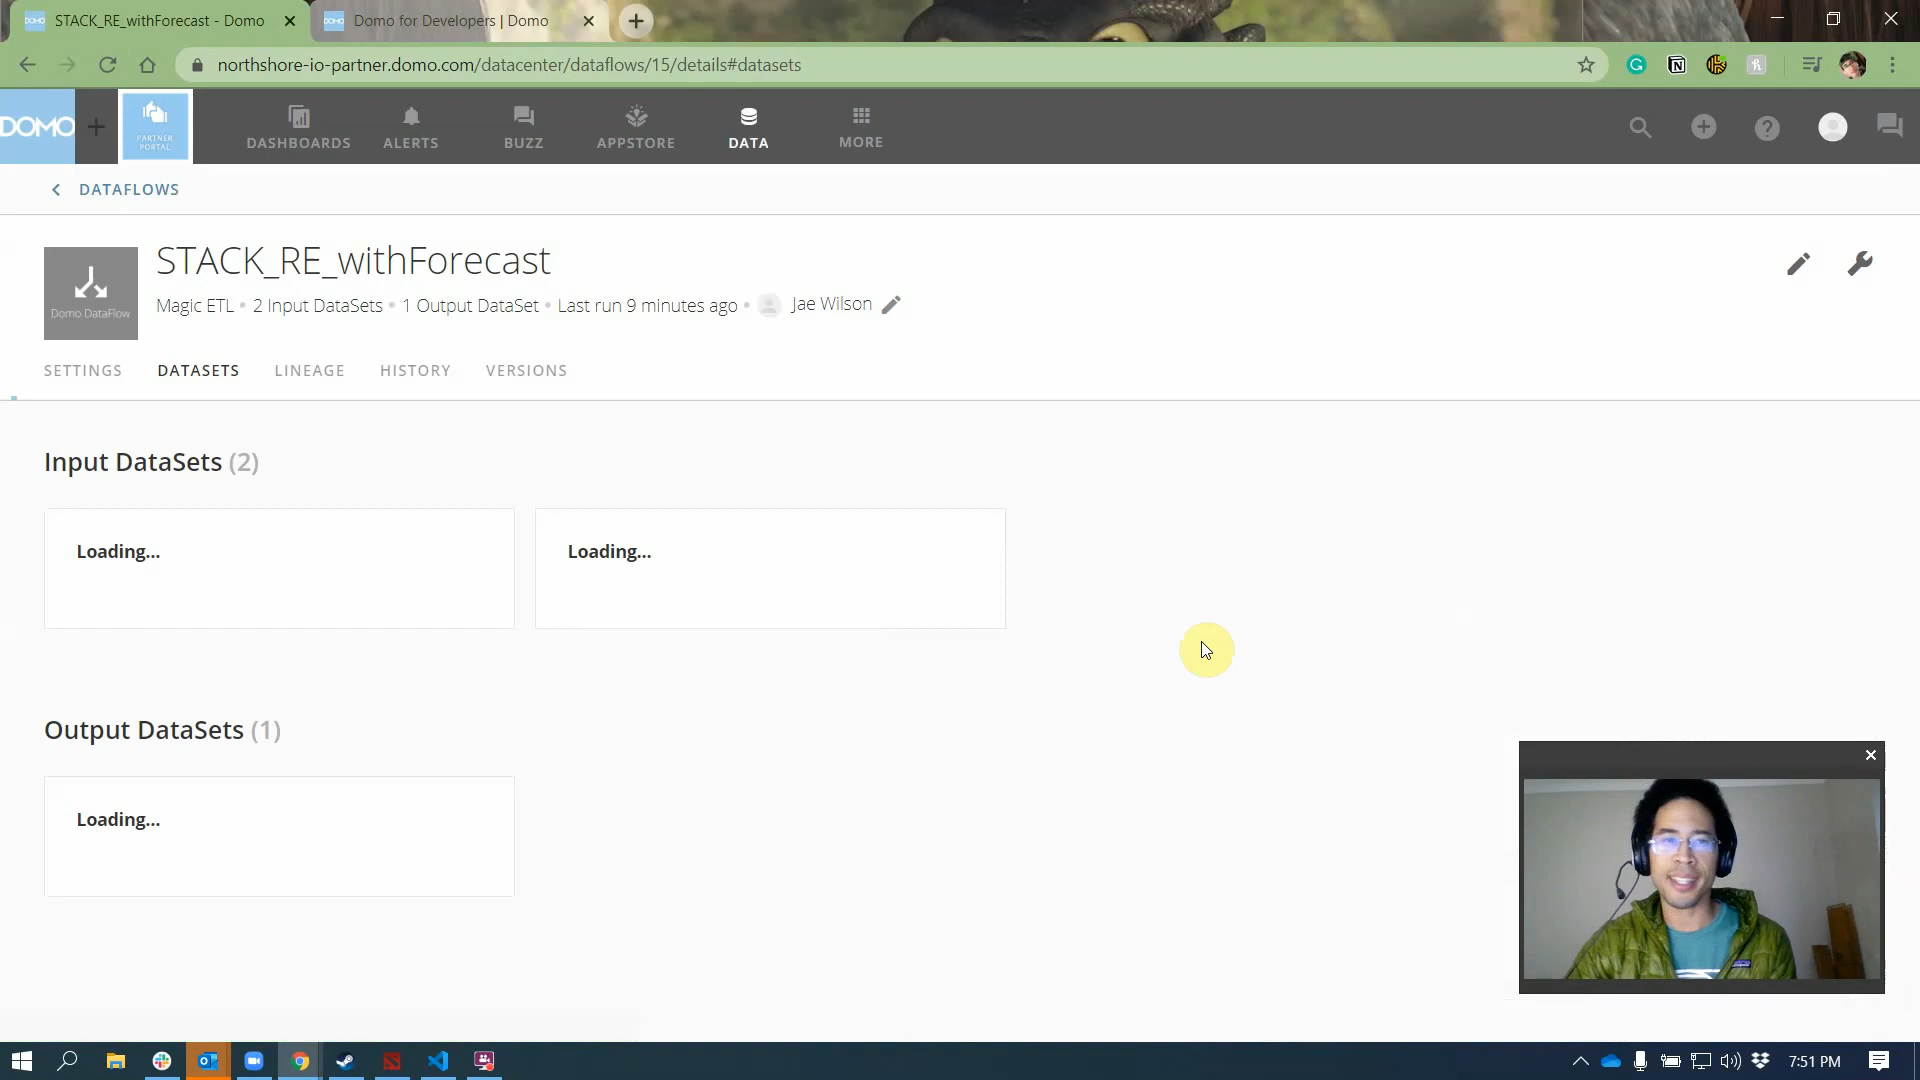 STACK_RE_withForecast - Domo
Domo for Developers | Domo
northshore-io-partner.domo.com/datacenter/dataflows/15/details#datasets
DOMO
PARTNER
PORTAL
DASHBOARDS
ALERTS
BUZZ
APPSTORE
DATA
MORE
DATAFLOWS
Domo DataFlow
STACK_RE_withForecast
Magic ETL • 2 Input DataSets • 1 Output DataSet • Last run 9 minutes ago • Jae Wilson
SETTINGS
DATASETS
LINEAGE
HISTORY
VERSIONS
Input DataSets (2)
Loading...
Loading...
Output DataSets (1)
Loading...
7:51 PM